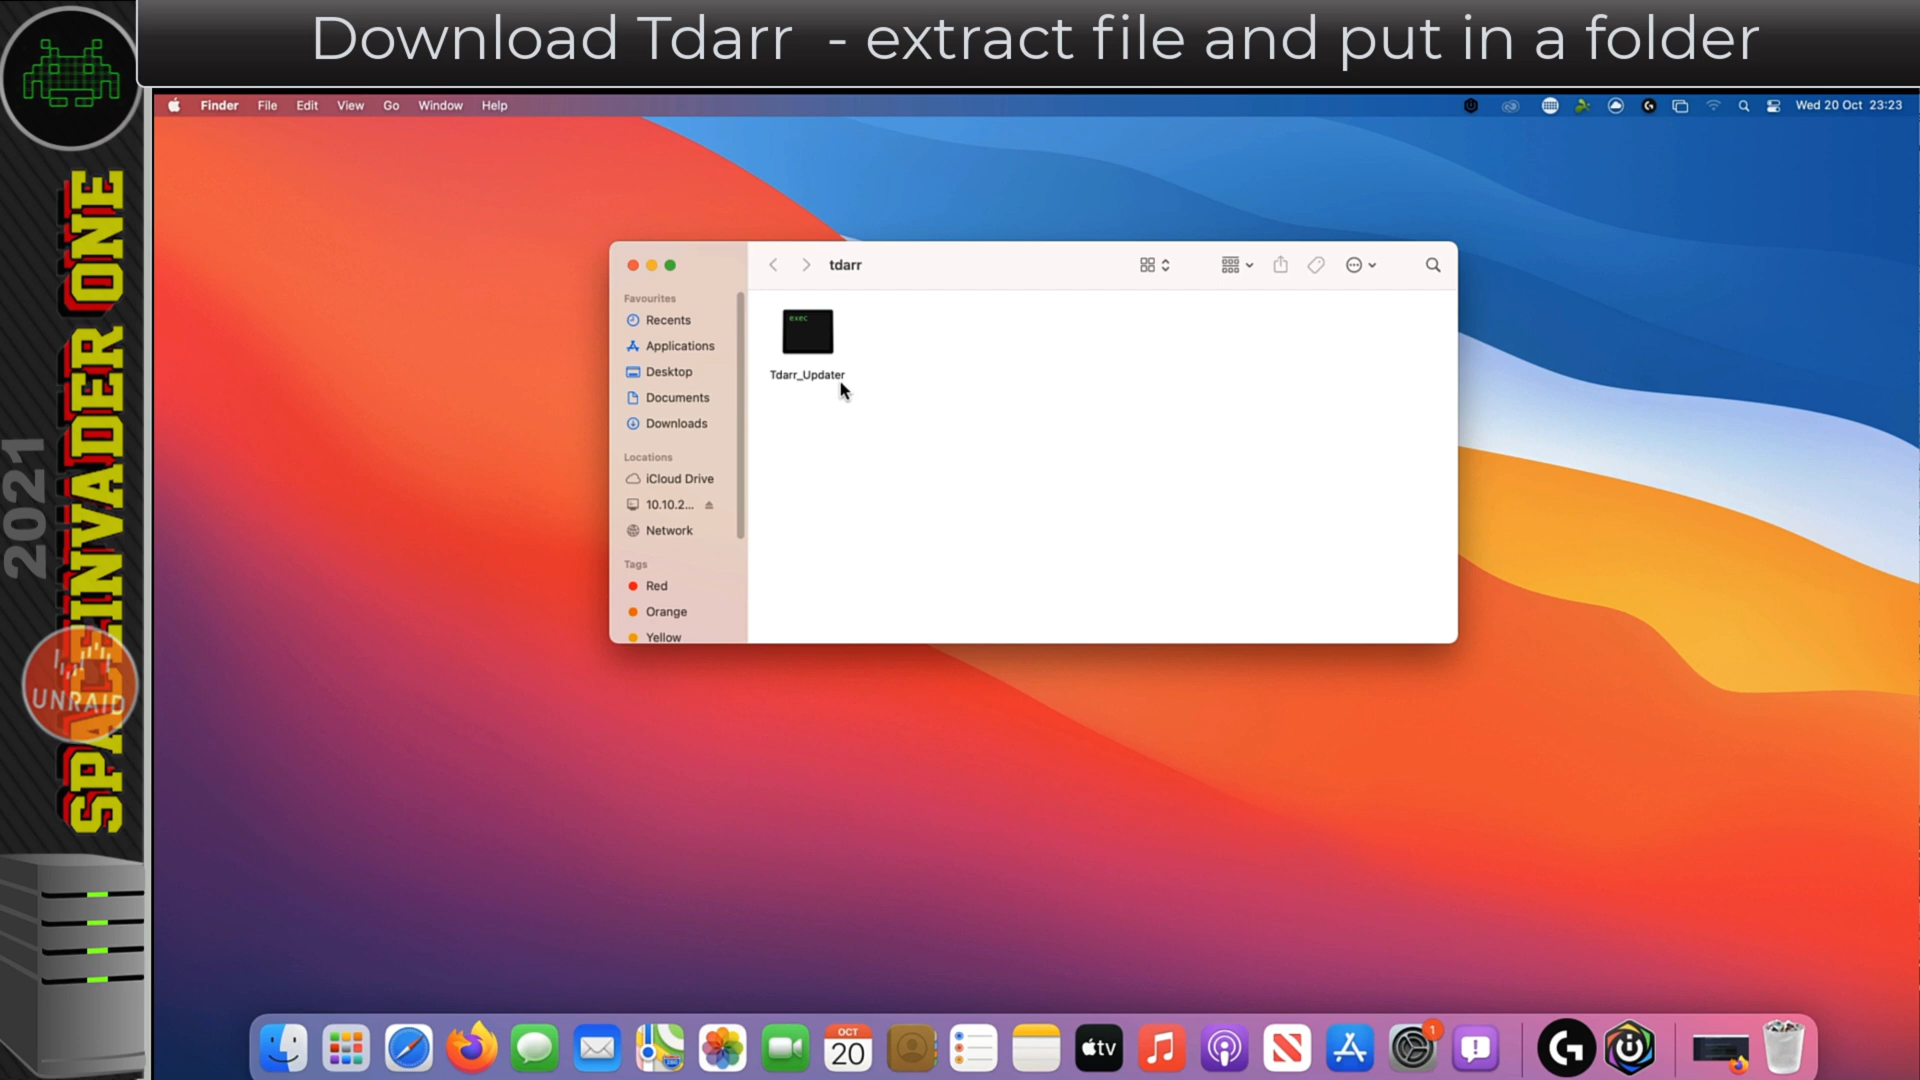 Download Tdarr - extract file and put in a folder
Finder File Edit View Go Window Help
Wed 20 Oct 23:23
tdarr
Favourites
Recents
Applications
Desktop
Documents
Downloads
Locations
iCloud Drive
10.10.2...
Network
Tags
Red
Orange
Yellow
exec
Tdarr_Updater
2021
SPACEINVADER ONE
UNRAID
OCT
20
tv
1